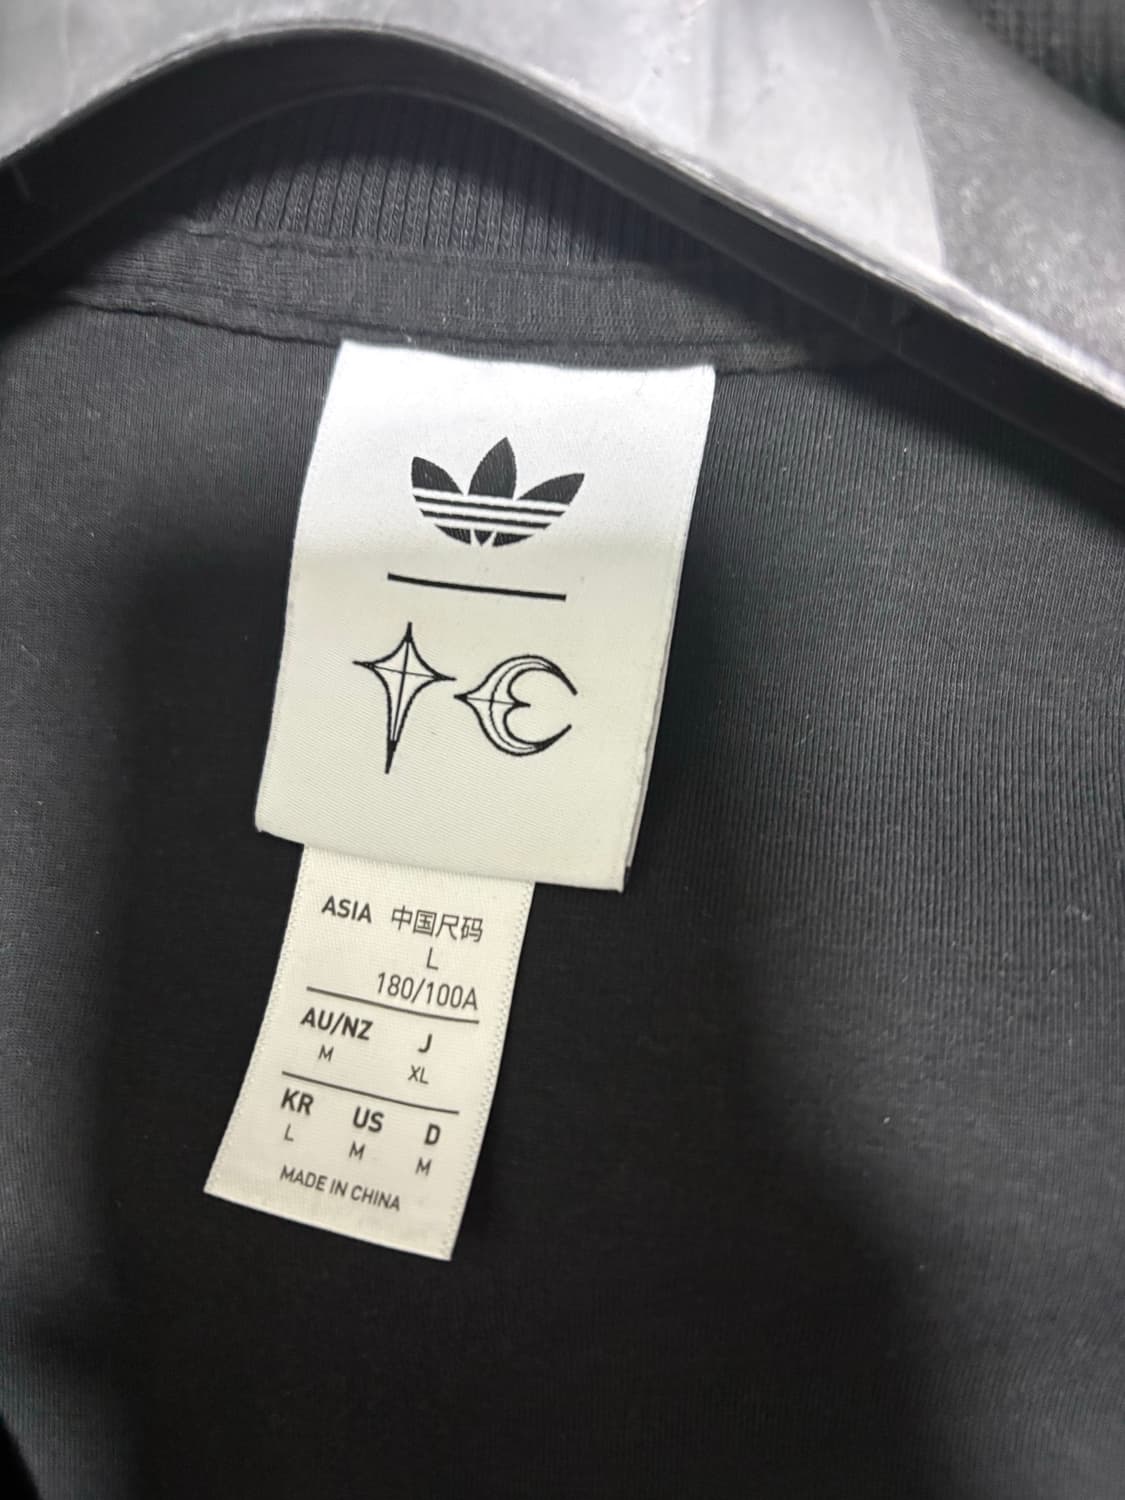 ASIA 中国尺码
L
180/100A
AU/NZ J
M XL
KR US D
L M M
MADE IN CHINA